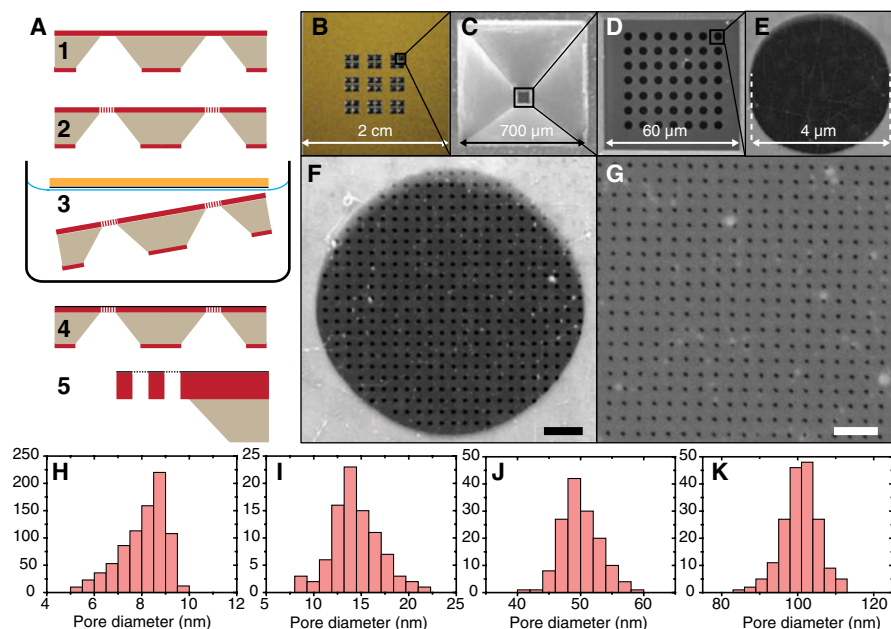 A
1
2
3
4
5
B
2 cm
C
700 µm
D
60 µm
E
4 µm
F
G
H
250
200
150
100
50
0
4 6 8 10 12
Pore diameter (nm)
I
25
20
15
10
5
0
5 10 15 20 25
Pore diameter (nm)
J
50
40
30
20
10
0
40 50 60
Pore diameter (nm)
K
50
40
30
20
10
0
80 100 120
Pore diameter (nm)